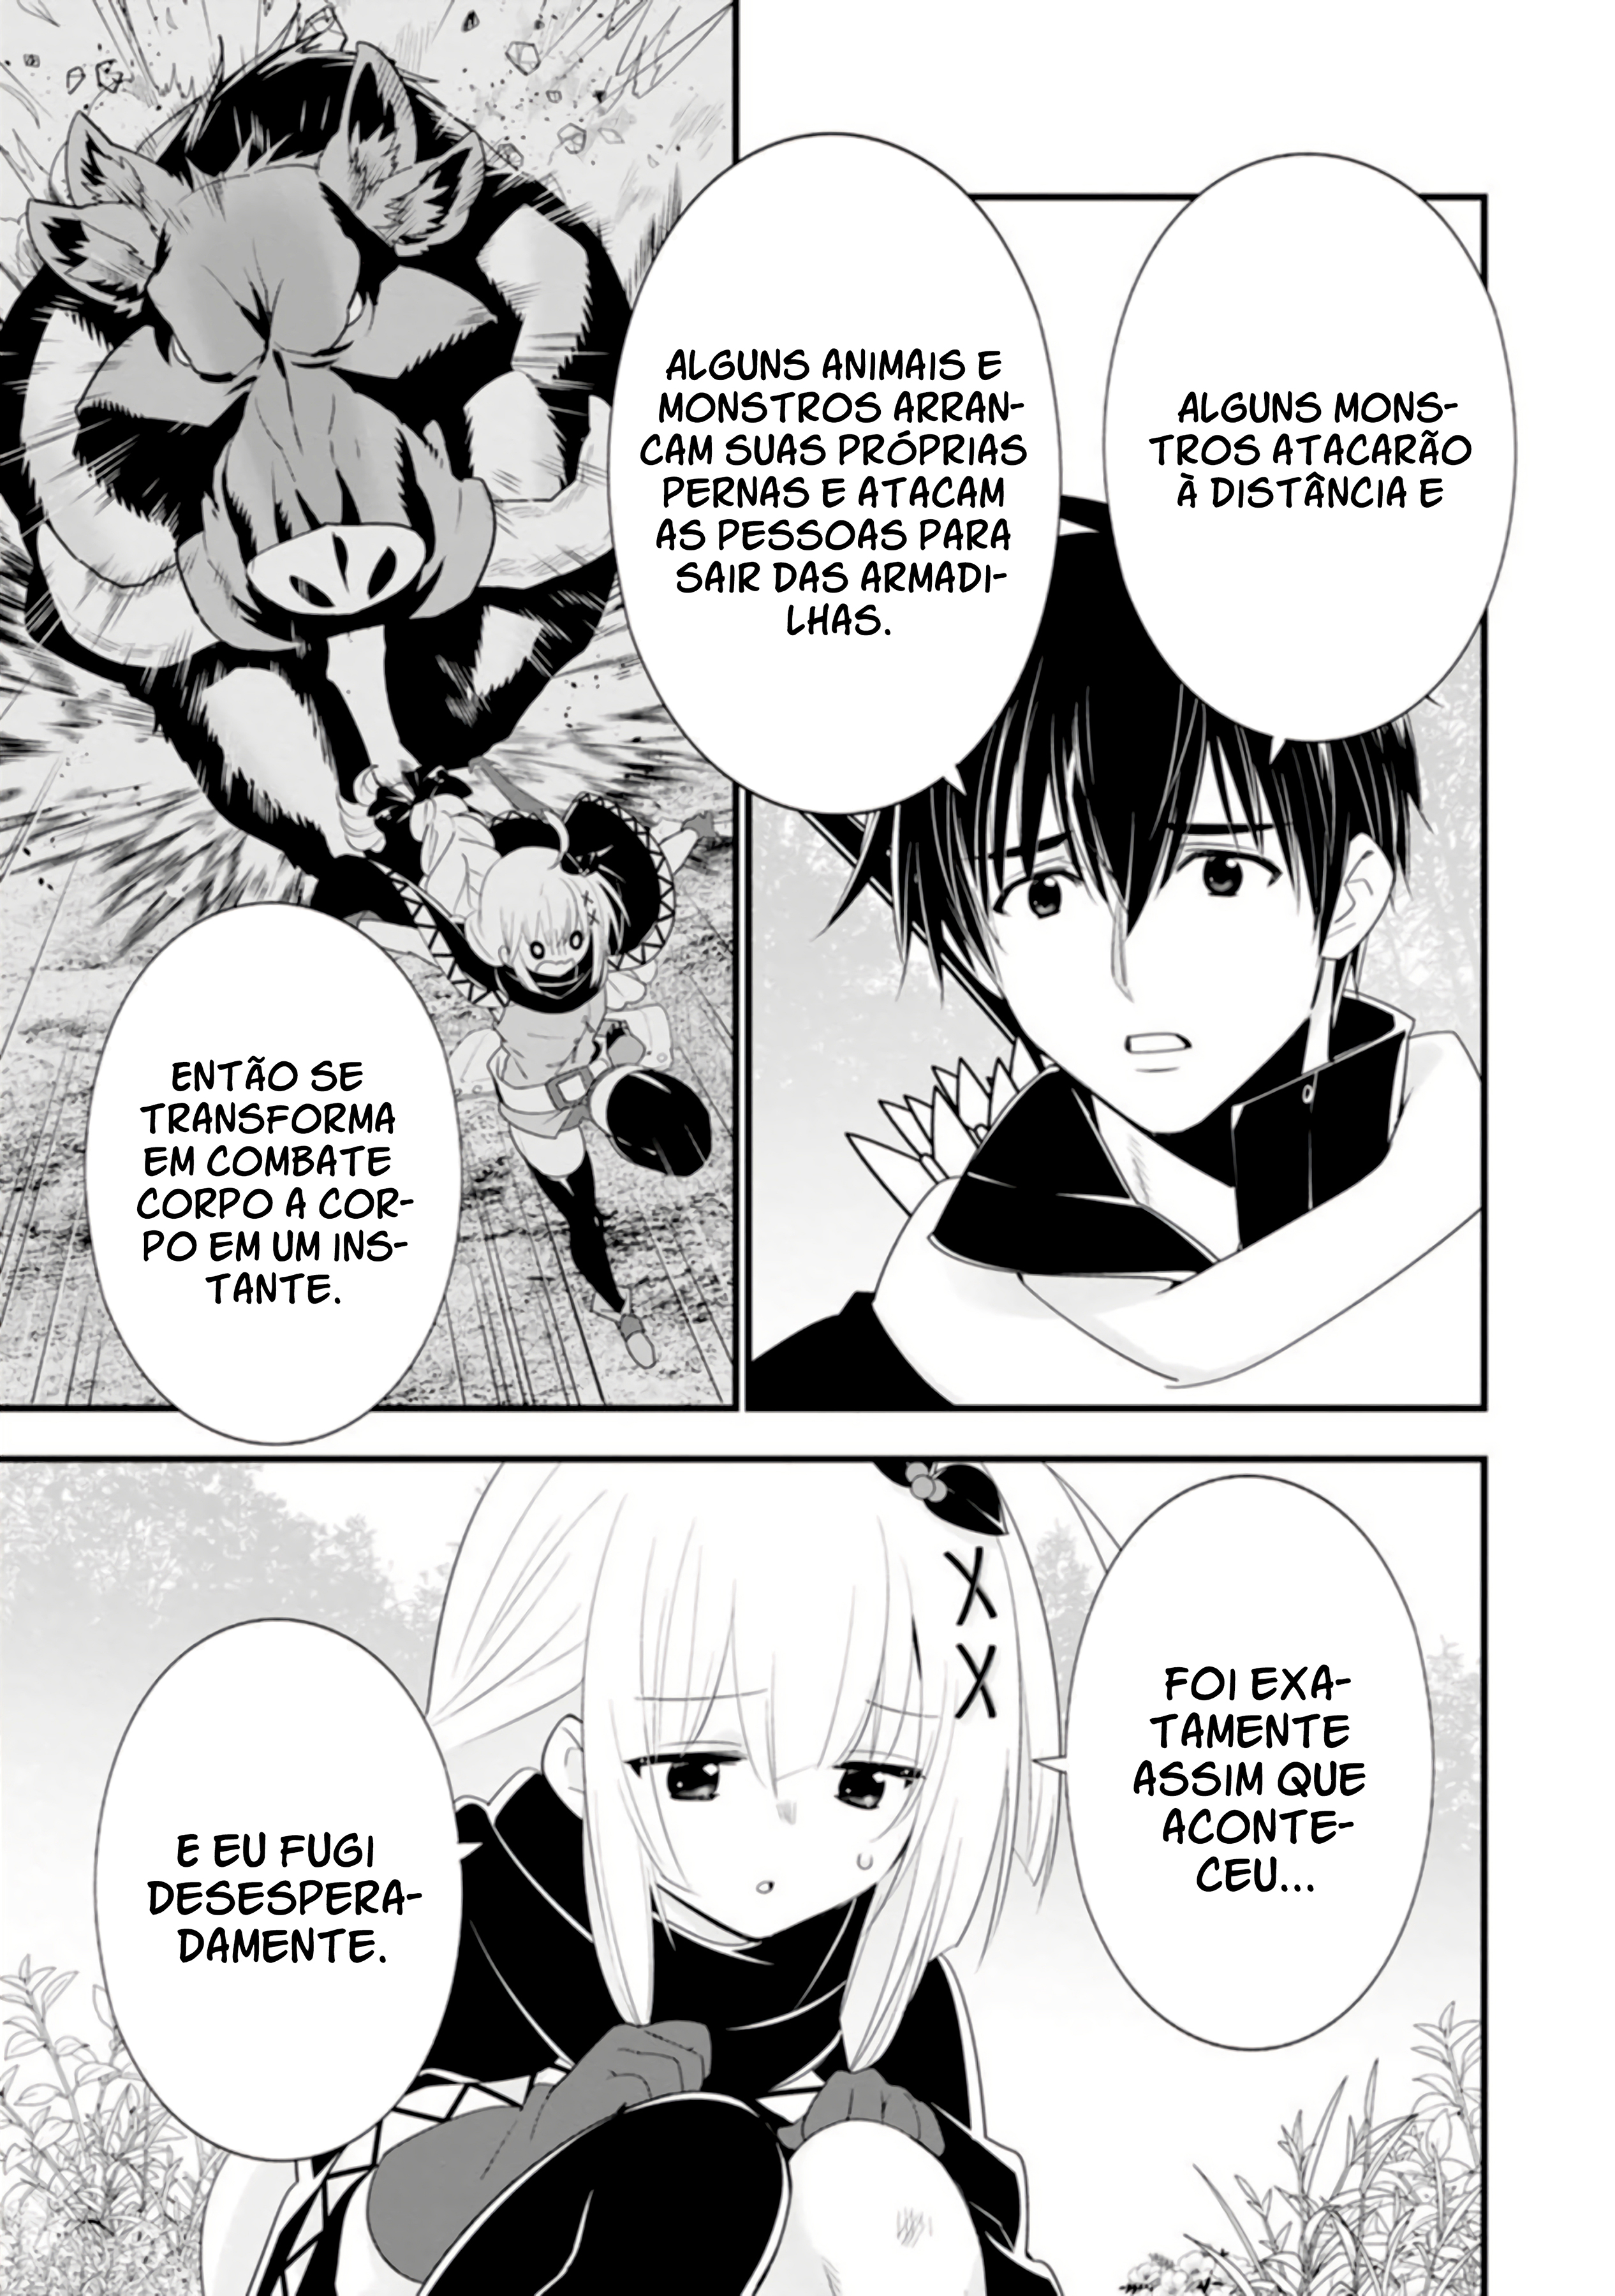 ALGUNS MONS-
TROS ATACARÃO
À DISTÂNCIA E
ALGUNS ANIMAIS E
MONSTROS ARRAN-
CAM SUAS PRÓPRIAS
PERNAS E ATACAM
AS PESSOAS PARA
SAIR DAS ARMADI-
LHAS.
ENTÃO SE
TRANSFORMA
EM COMBATE
CORPO A COR-
PO EM UM INS-
TANTE.
FOI EXA-
TAMENTE
ASSIM QUE
ACONTE-
CEU...
E EU FUGI
DESESPERA-
DAMENTE.